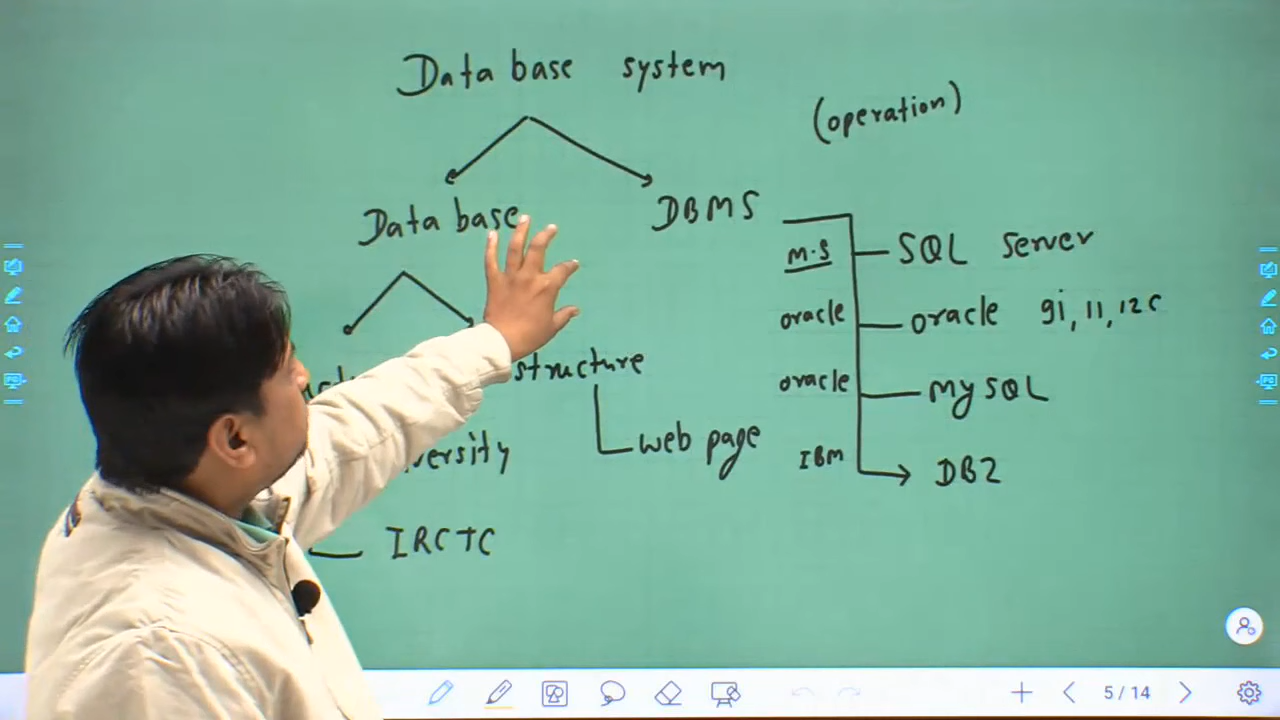 Data base system
(operation)
Data base
DBMS
M.S
SQL Server
oracle
oracle 9i, 11, 12c
structure
oracle
MySQL
web page
IBM
DB2
IRCTC
5 / 14